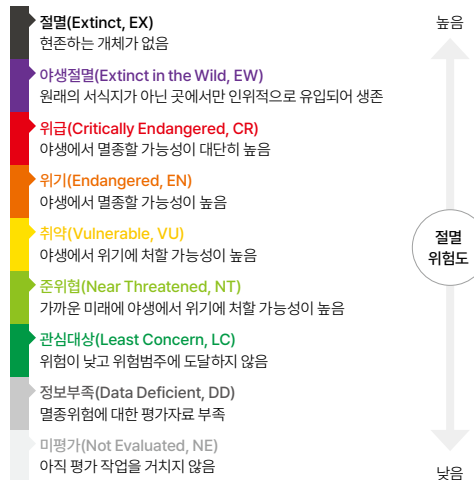 절멸(Extinct, EX)
현존하는 개체가 없음
야생절멸(Extinct in the Wild, EW)
원래의 서식지가 아닌 곳에서만 인위적으로 유입되어 생존
위급(Critically Endangered, CR)
야생에서 멸종할 가능성이 대단히 높음
위기(Endangered, EN)
야생에서 멸종할 가능성이 높음
취약(Vulnerable, VU)
야생에서 위기에 처할 가능성이 높음
준위협(Near Threatened, NT)
가까운 미래에 야생에서 위기에 처할 가능성이 높음
관심대상(Least Concern, LC)
위험이 낮고 위험범주에 도달하지 않음
정보부족(Data Deficient, DD)
멸종위험에 대한 평가자료 부족
미평가(Not Evaluated, NE)
아직 평가 작업을 거치지 않음
높음
절멸
위험도
낮음